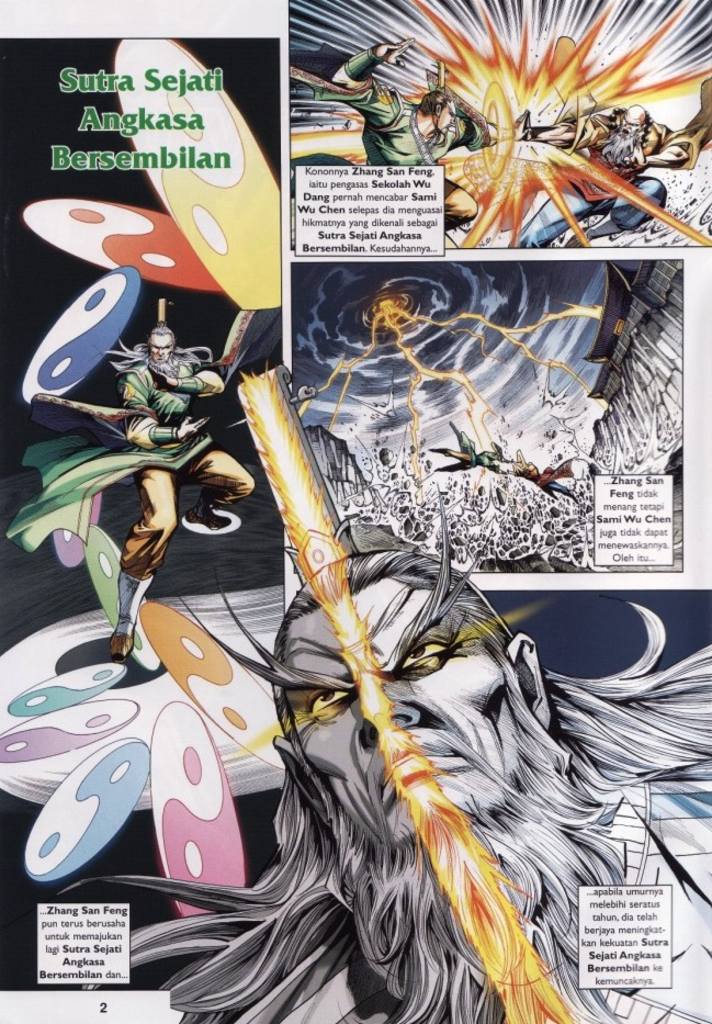 Sutra Sejati
Angkasa
Bersembilan
Kononnya Zhang San Feng,
iaitu pengasas Sekolah Wu
Dang pernah mencabar Sami
Wu Chen selepas dia menguasai
hikmatnya yang dikenali sebagai
Sutra Sejati Angkasa
Bersembilan. Kesudahannya...
...Zhang San
Feng tidak
menang tetapi
Sami Wu Chen
juga tidak dapat
menewaskannya.
Oleh itu...
...Zhang San Feng
pun terus berusaha
untuk memajukan
lagi Sutra Sejati
Angkasa
Bersembilan dan...
...apabila umurnya
melebihi seratus
tahun, dia telah
berjaya meningkat-
kan kekuatan Sutra
Sejati Angkasa
Bersembilan ke
kemuncaknya.
2